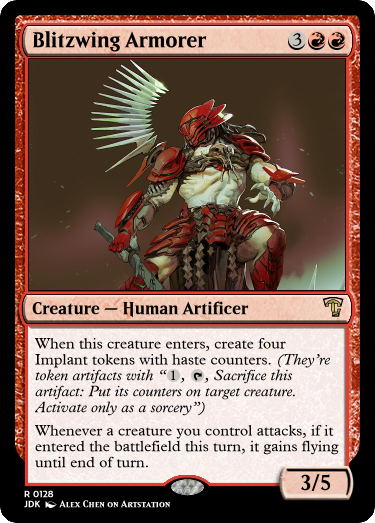 Blitzwing Armorer 3
Creature — Human Artificer
When this creature enters, create four
Implant tokens with haste counters. (They're
token artifacts with “1, , Sacrifice this
artifact: Put its counters on target creature.
Activate only as a sorcery”)
Whenever a creature you control attacks, if it
entered the battlefield this turn, it gains flying
until end of turn.
3/5
R 0128
JDK Alex Chen on Artstation